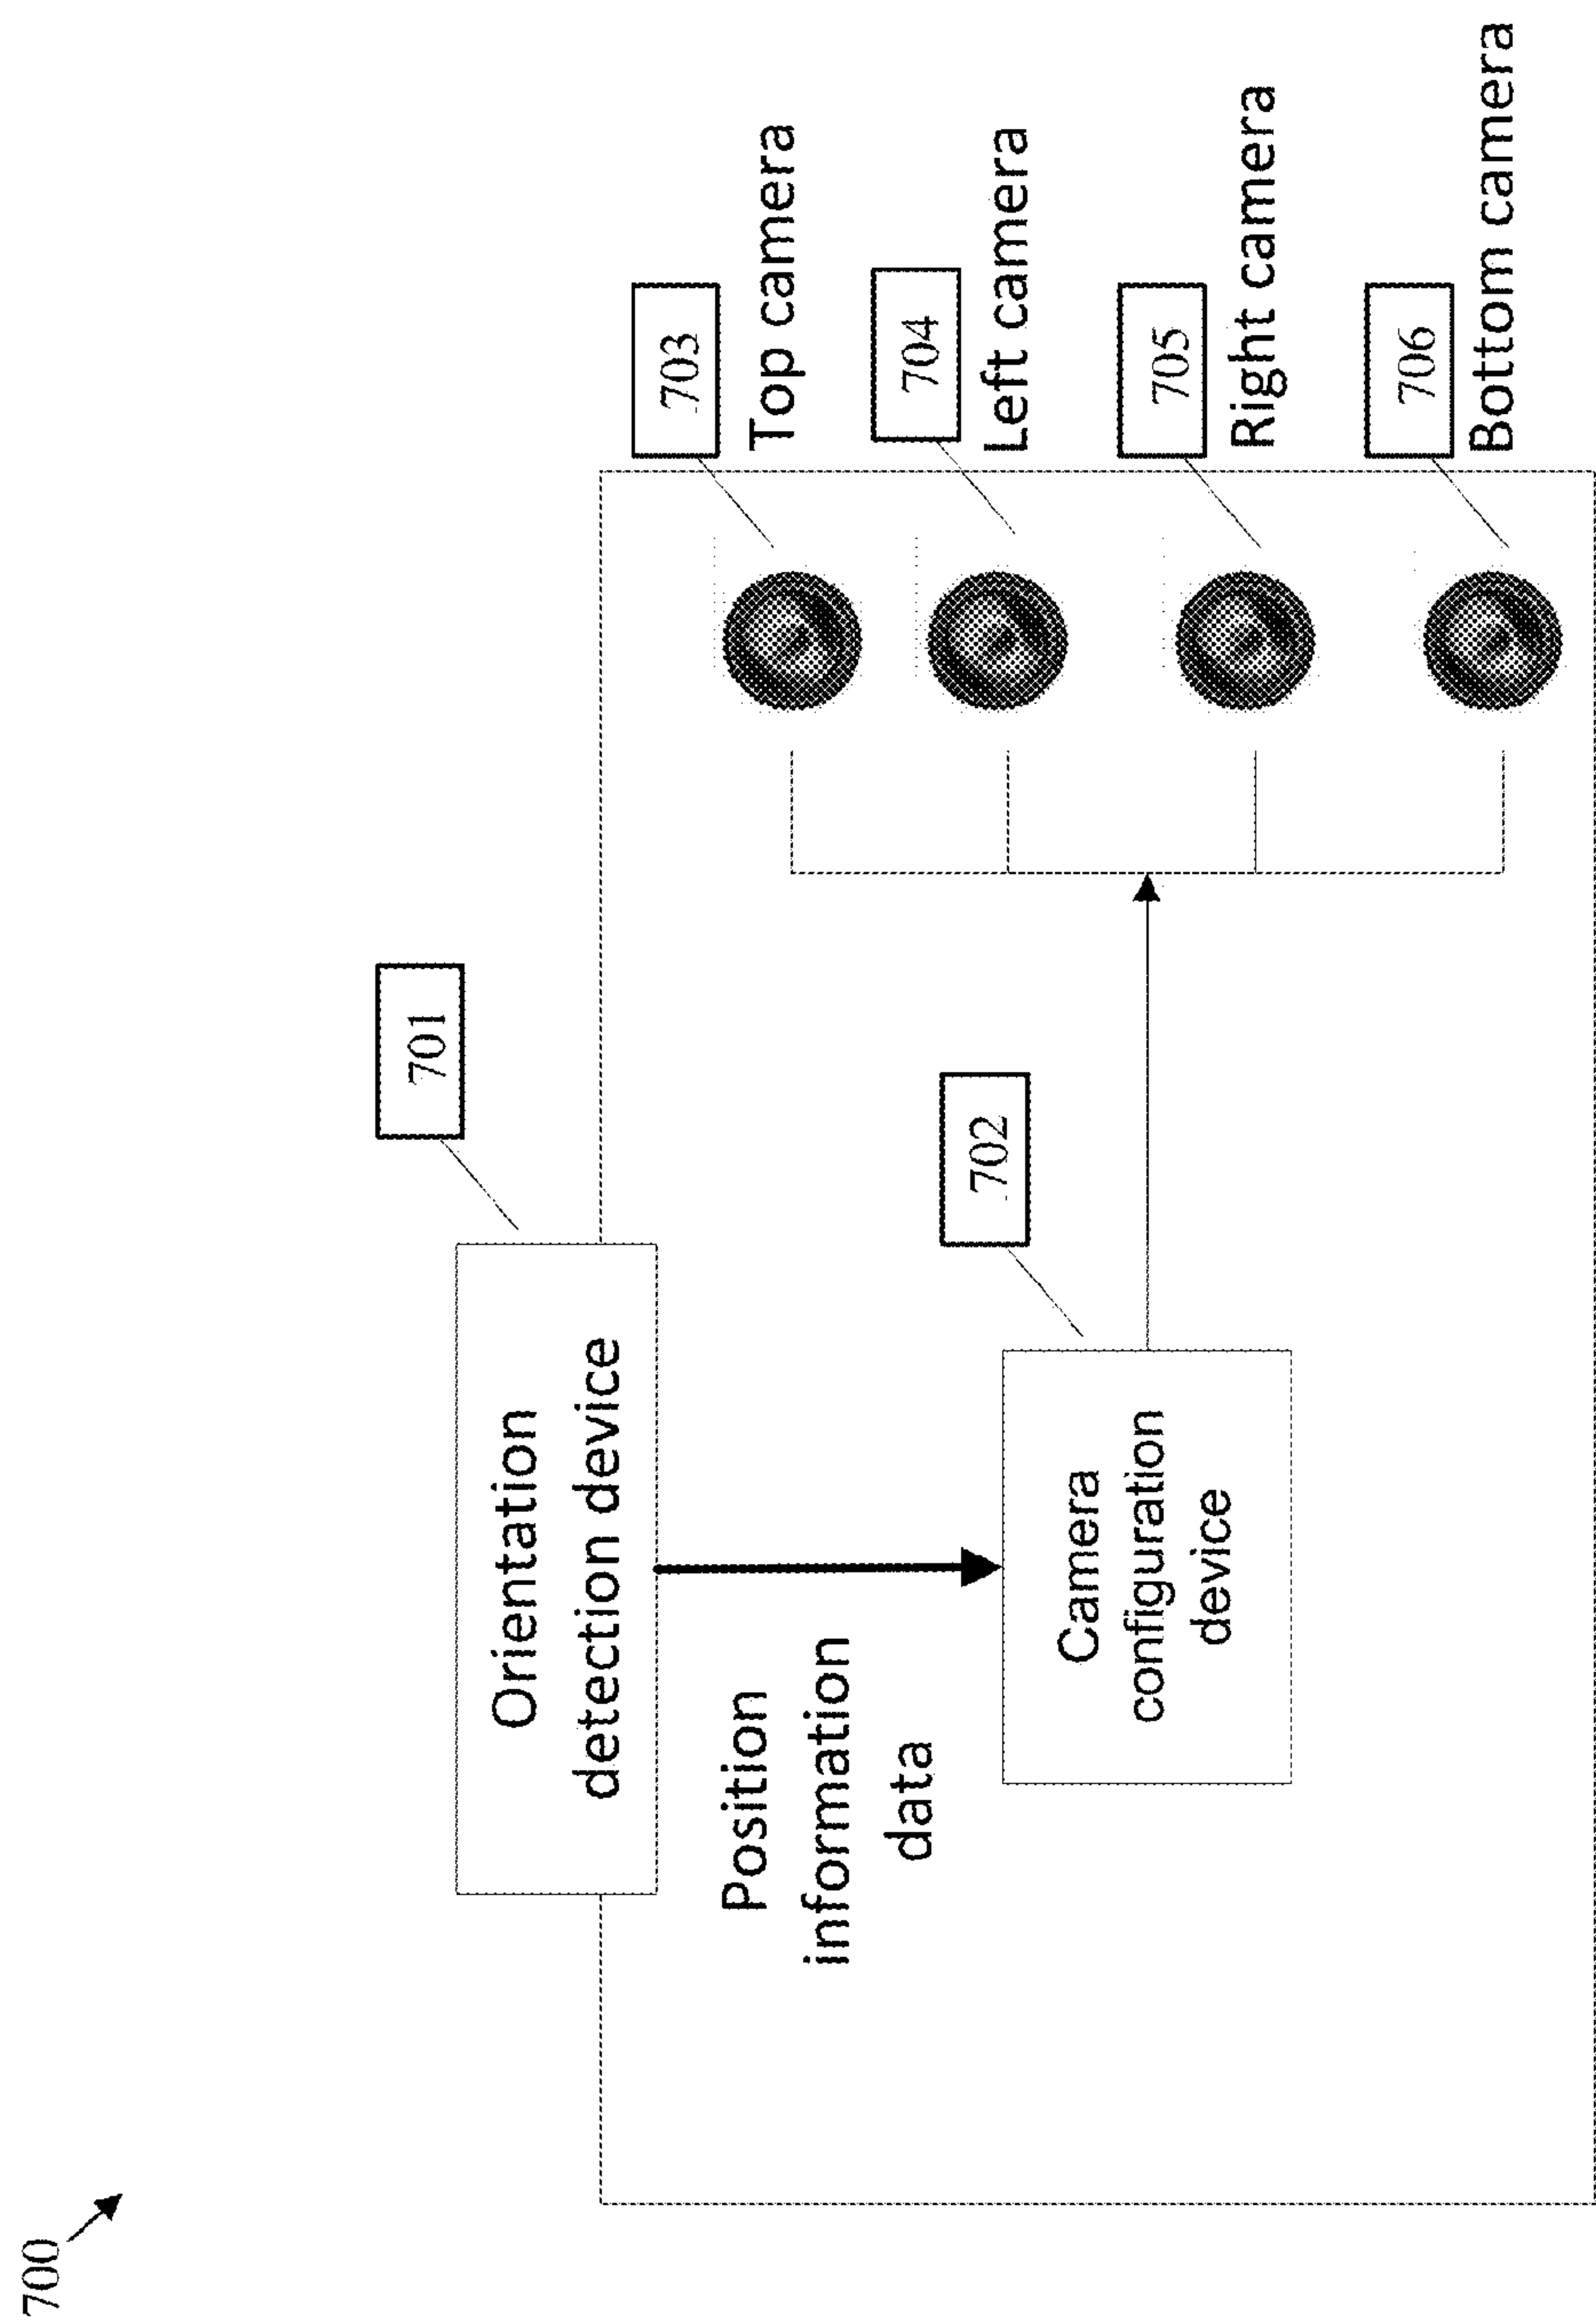 700
701
Orientation
detection device
Position
information
data
702
Camera
configuration
device
703
Top camera
704
Left camera
705
Right camera
706
Bottom camera